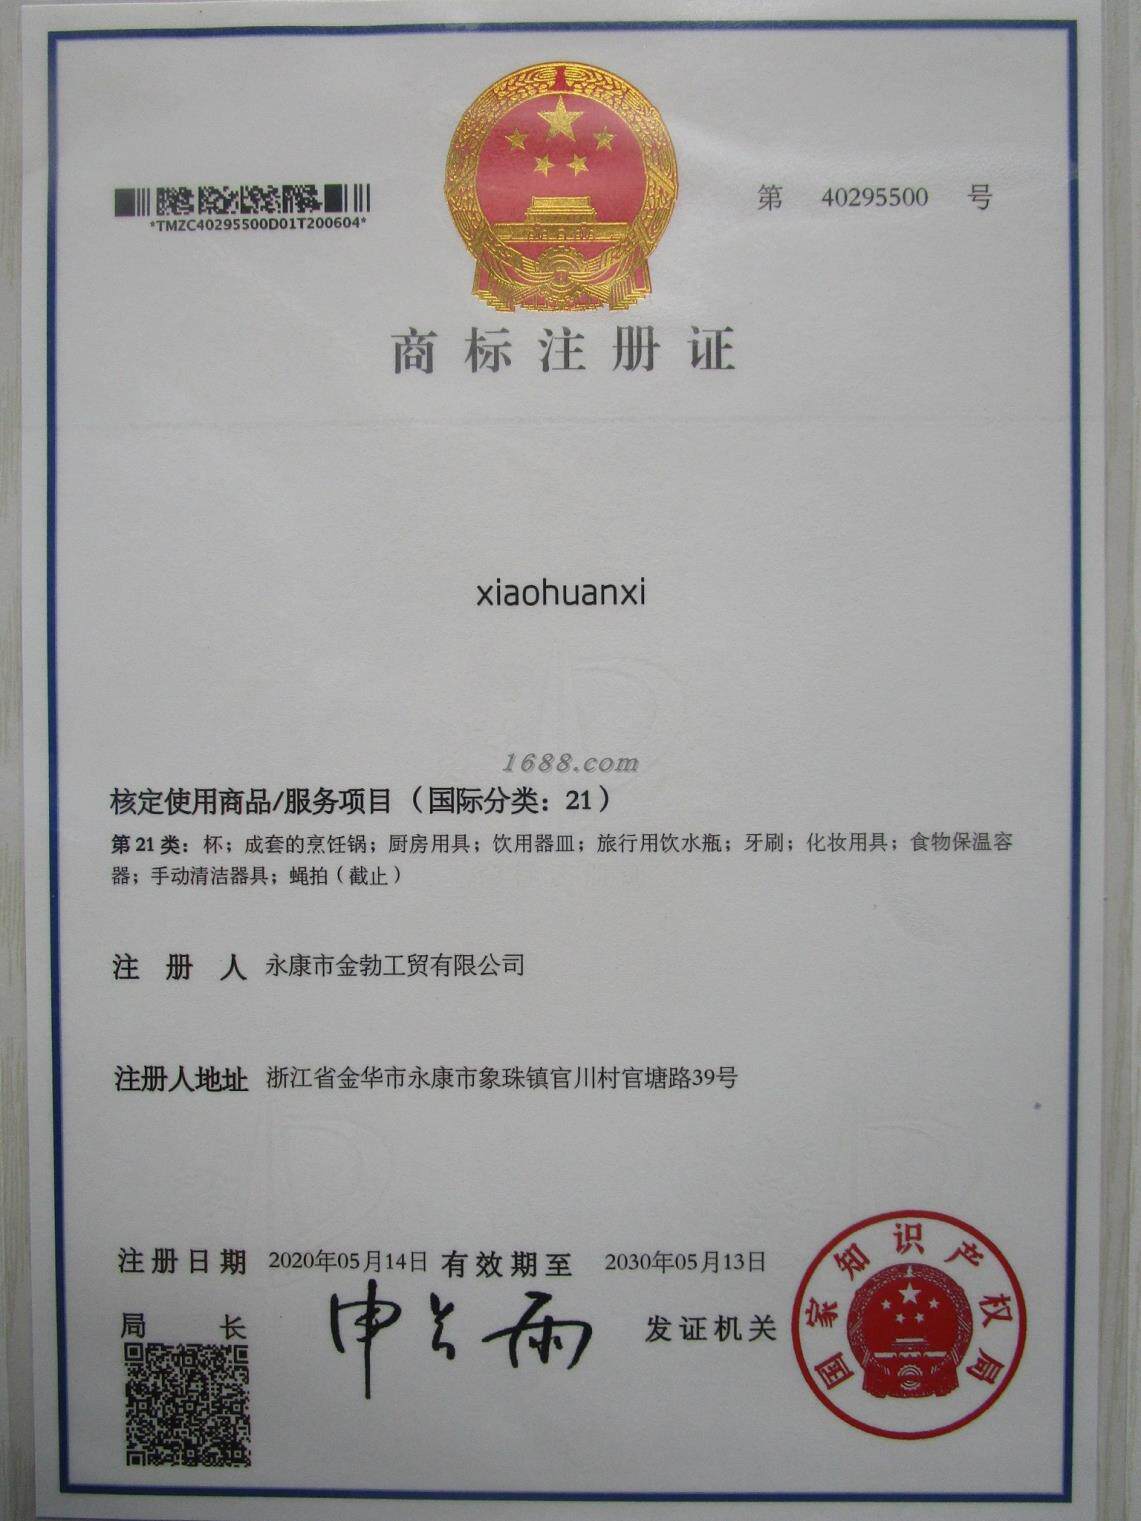 *TMZC40295500D01T200604*
第 40295500 号
商标注册证
xiaohuanxi
1688.com
核定使用商品/服务项目（国际分类：21）
第21类：杯；成套的烹饪锅；厨房用具；饮用器皿；旅行用饮水瓶；牙刷；化妆用具；食物保温容
器；手动清洁器具；蝇拍（截止）
注册人 永康市金勃工贸有限公司
注册人地址 浙江省金华市永康市象珠镇官川村官塘路39号
注册日期 2020年05月14日 有效期至 2030年05月13日
局长 申长雨 发证机关
国家知识产权局